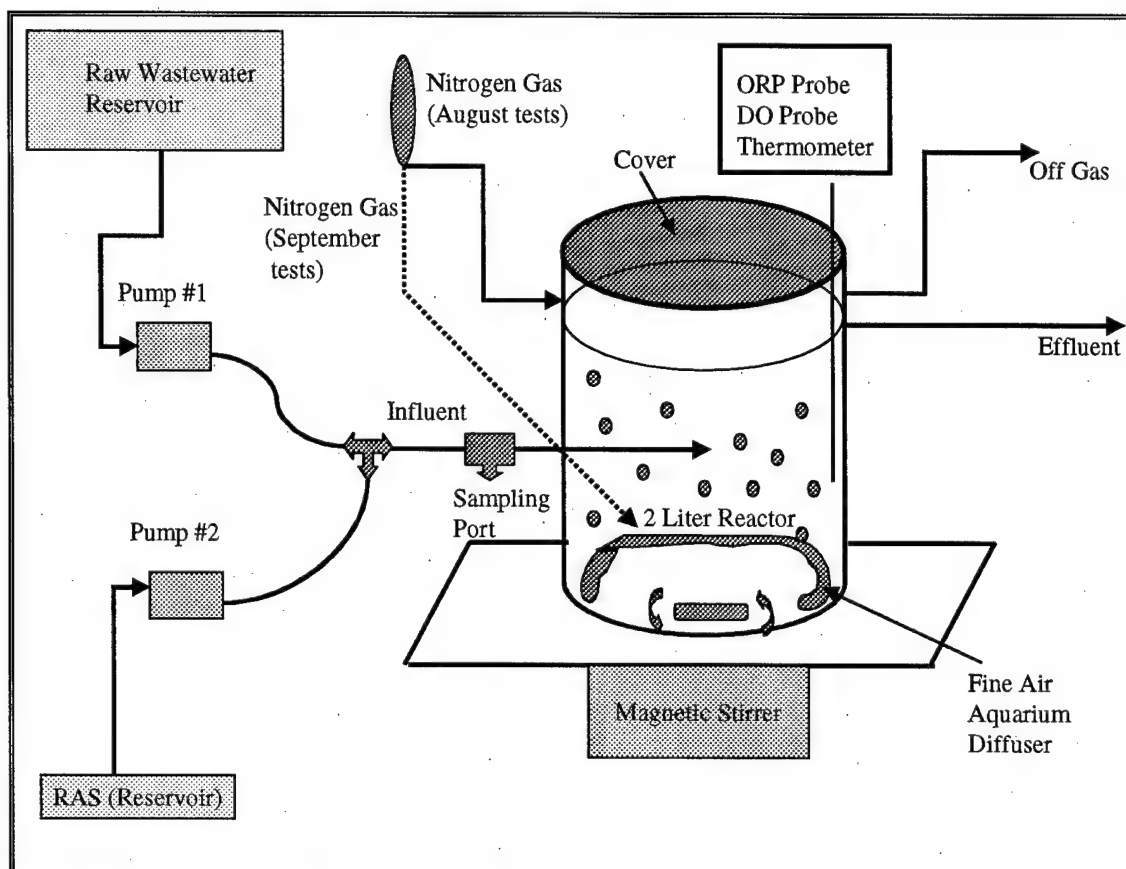 Raw Wastewater
Reservoir
Nitrogen Gas
(August tests)
ORP Probe
DO Probe
Thermometer
Cover
Off Gas
Nitrogen Gas
(September
tests)
Pump #1
Effluent
Influent
Sampling
Port
2 Liter Reactor
Pump #2
Fine Air
Aquarium
Diffuser
Magnetic Stirrer
RAS (Reservoir)